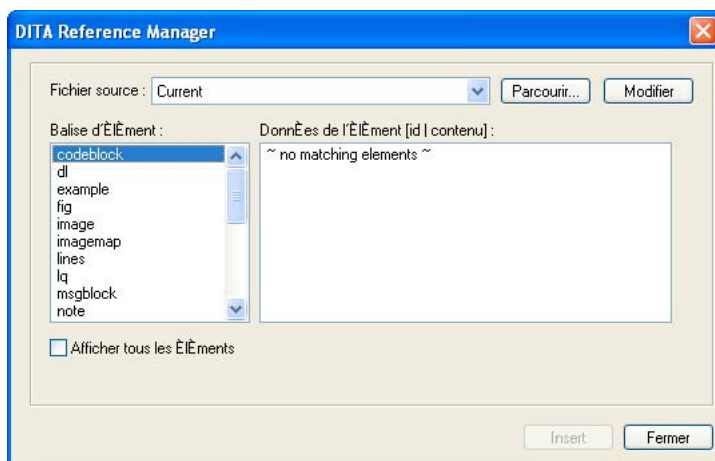 DITA Reference Manager
Fichier source : Current Parcourir... Modifier
Balise d'ÈlÈment : DonnÈes de l'ÈlÈment [id | contenu] :
codeblock ~ no matching elements ~
dl
example
fig
image
imagemap
lines
lq
msgblock
note
Afficher tous les ÈlÈments
Insert Fermer